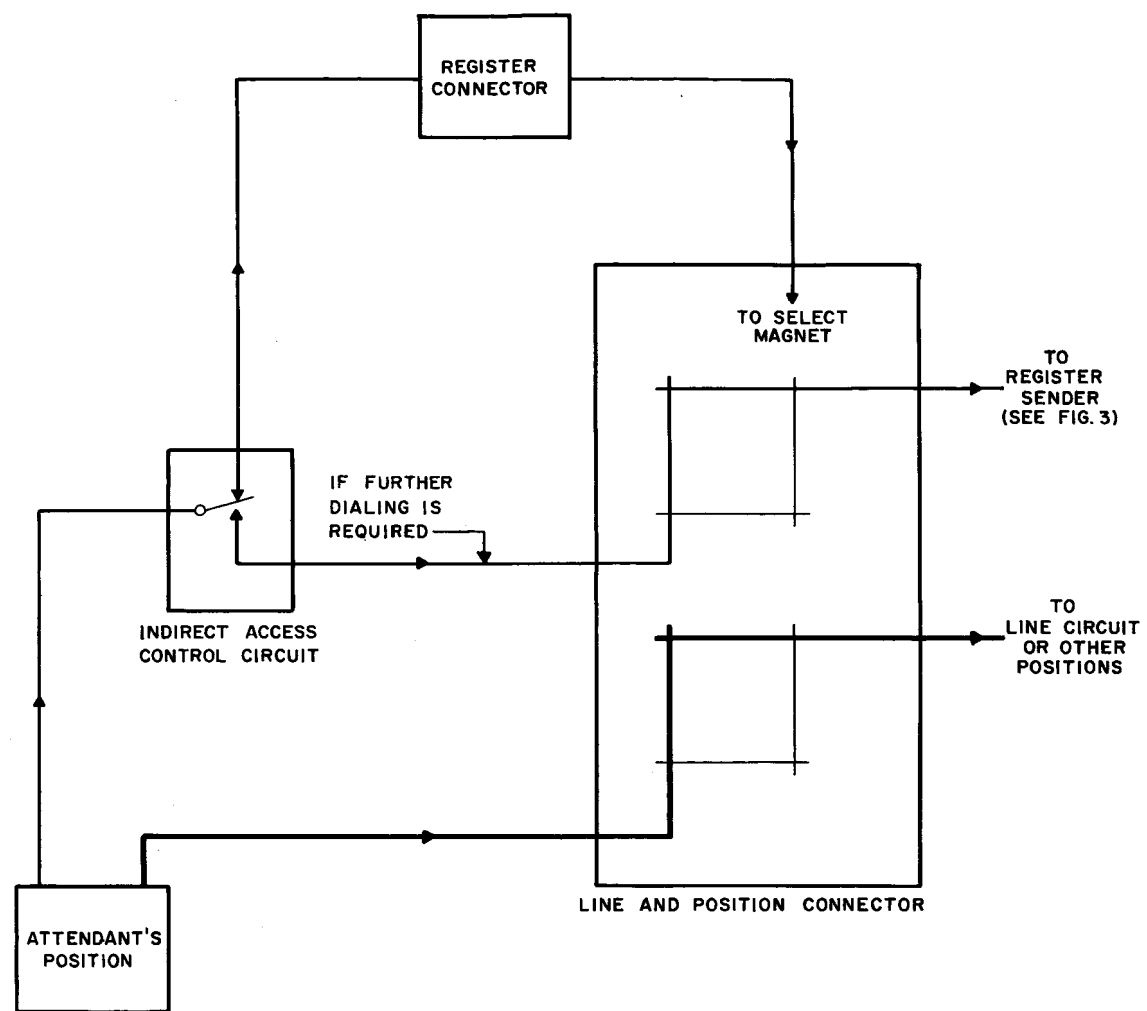 REGISTER
CONNECTOR
TO SELECT
MAGNET
TO
REGISTER
SENDER
(SEE FIG. 3)
IF FURTHER
DIALING IS
REQUIRED
INDIRECT ACCESS
CONTROL CIRCUIT
TO
LINE CIRCUIT
OR OTHER
POSITIONS
LINE AND POSITION CONNECTOR
ATTENDANT'S
POSITION